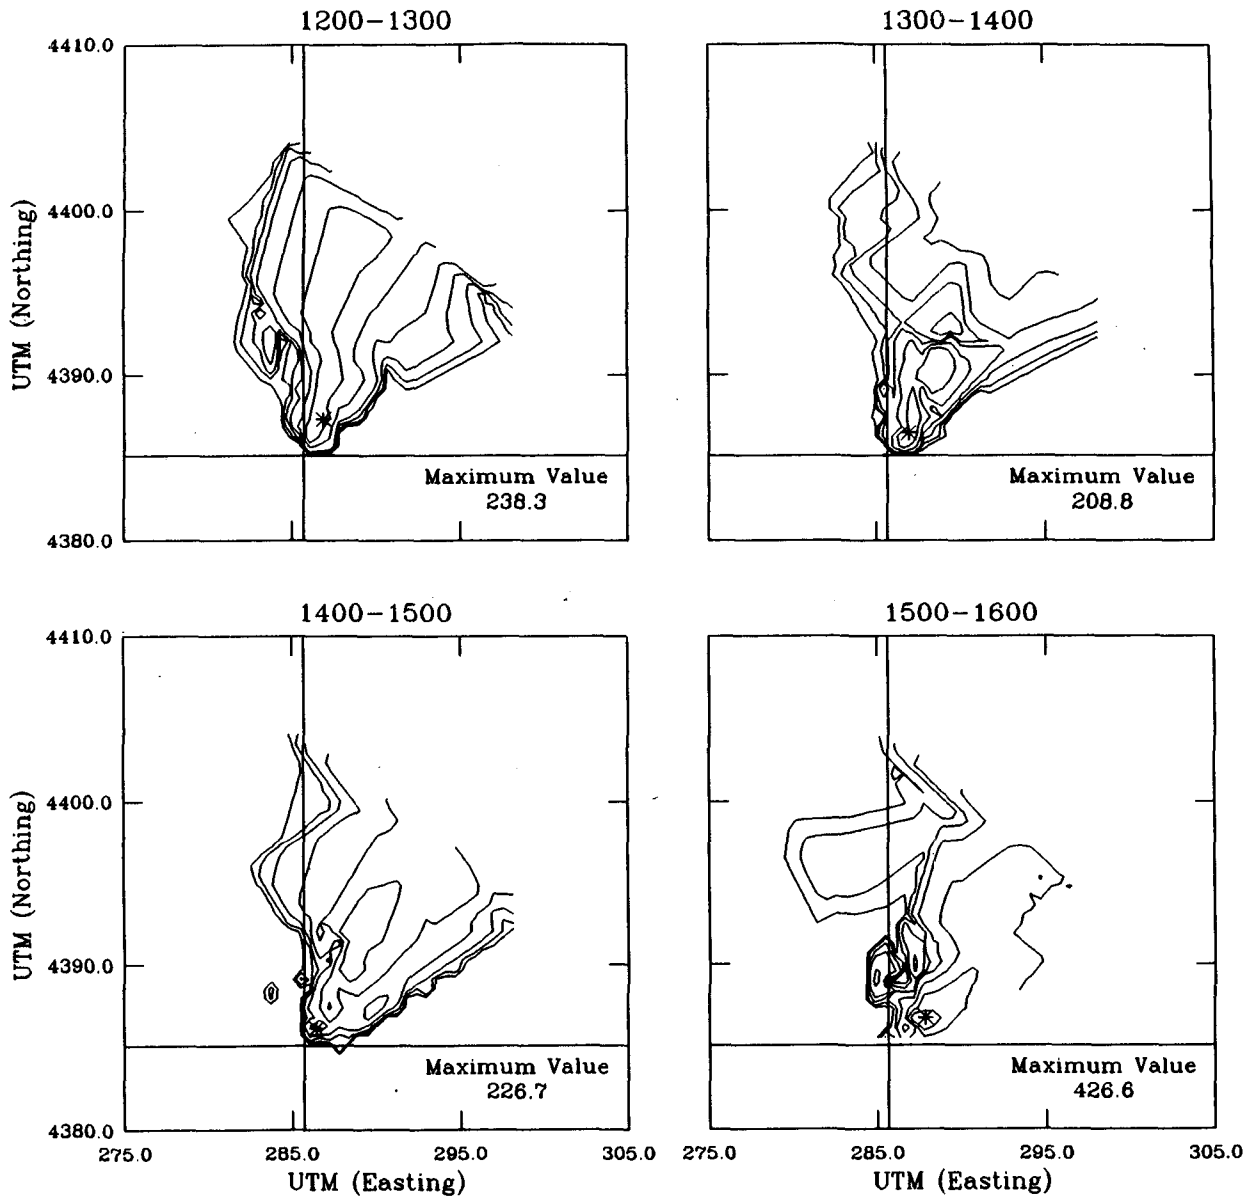 1200-1300
1300-1400
4410.0
4400.0
4390.0
4380.0
UTM (Northing)
Maximum Value
238.3
Maximum Value
208.8
1400-1500
1500-1600
4410.0
4400.0
4390.0
4380.0
UTM (Northing)
Maximum Value
226.7
Maximum Value
426.6
275.0 285.0 295.0 275.0 285.0 295.0 305.0
UTM (Easting) UTM (Easting)